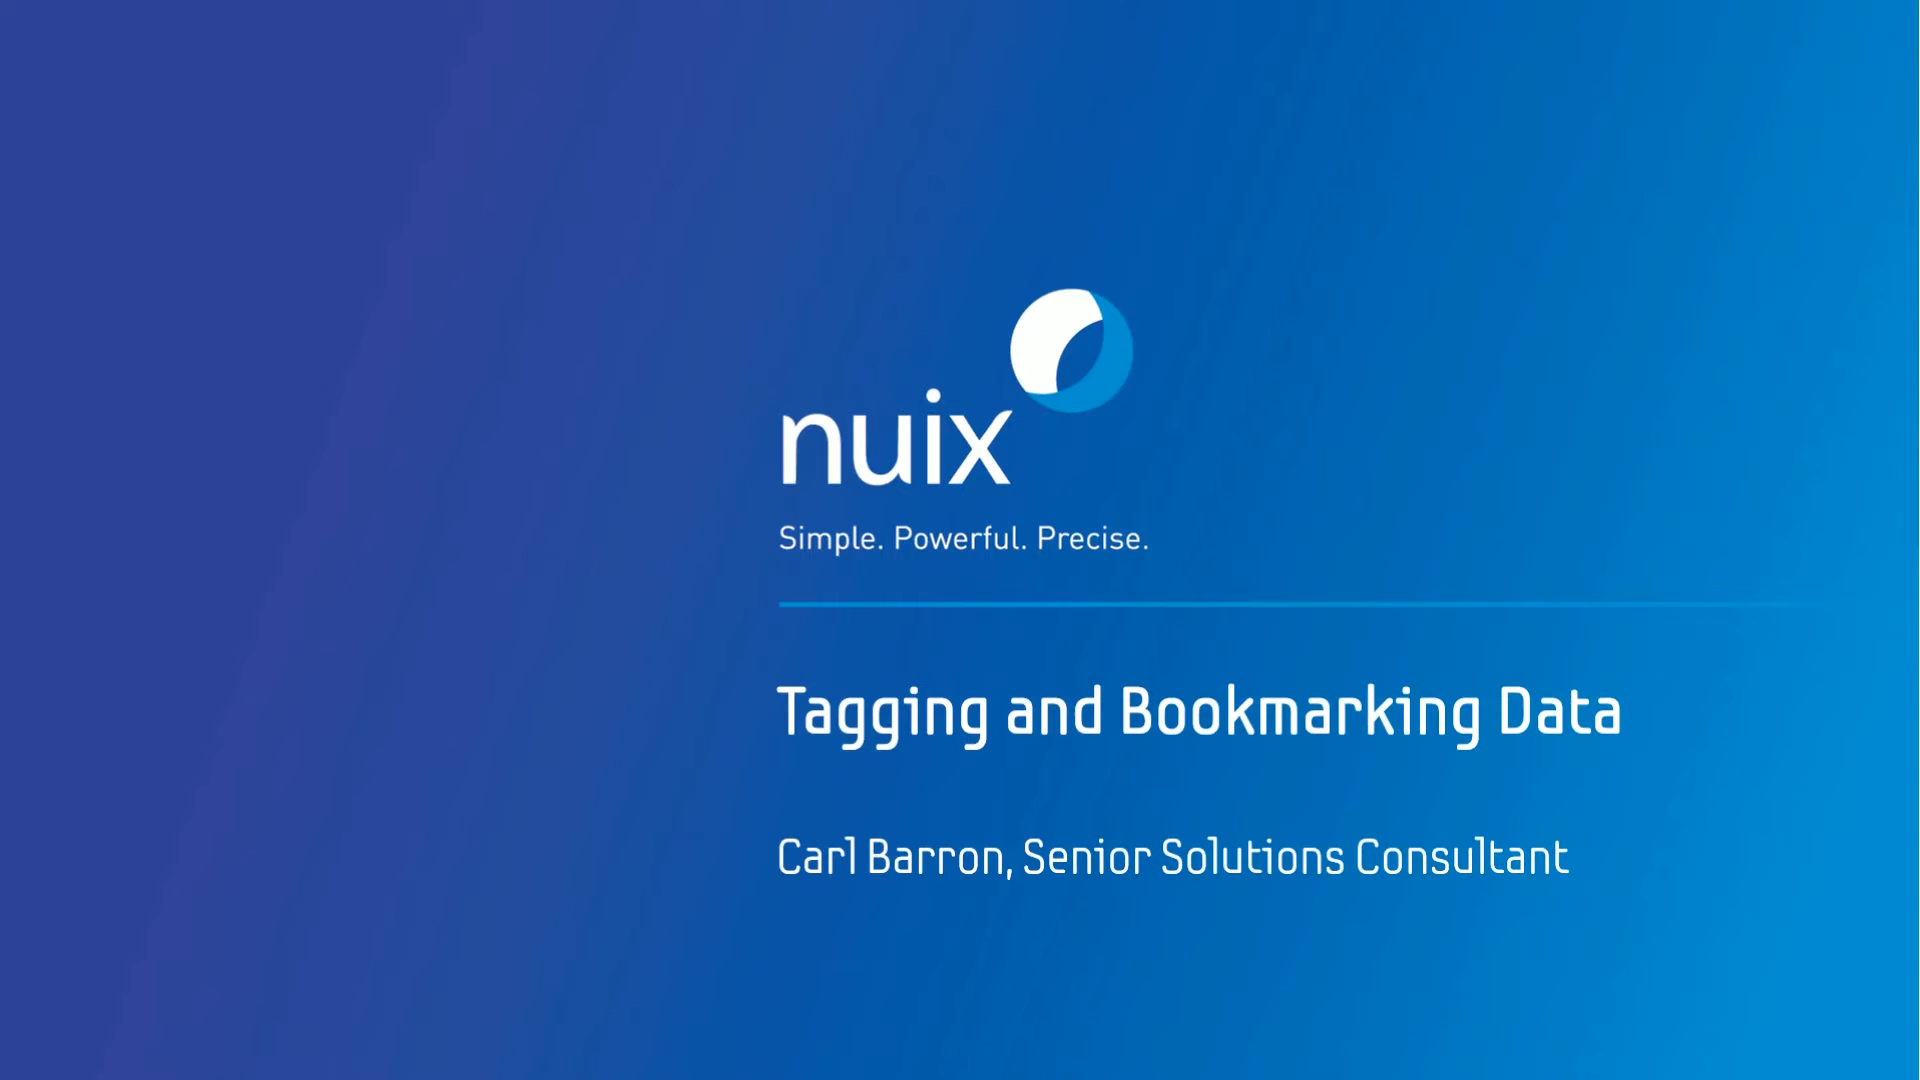 nuix
Simple. Powerful. Precise.
Tagging and Bookmarking Data
Carl Barron, Senior Solutions Consultant